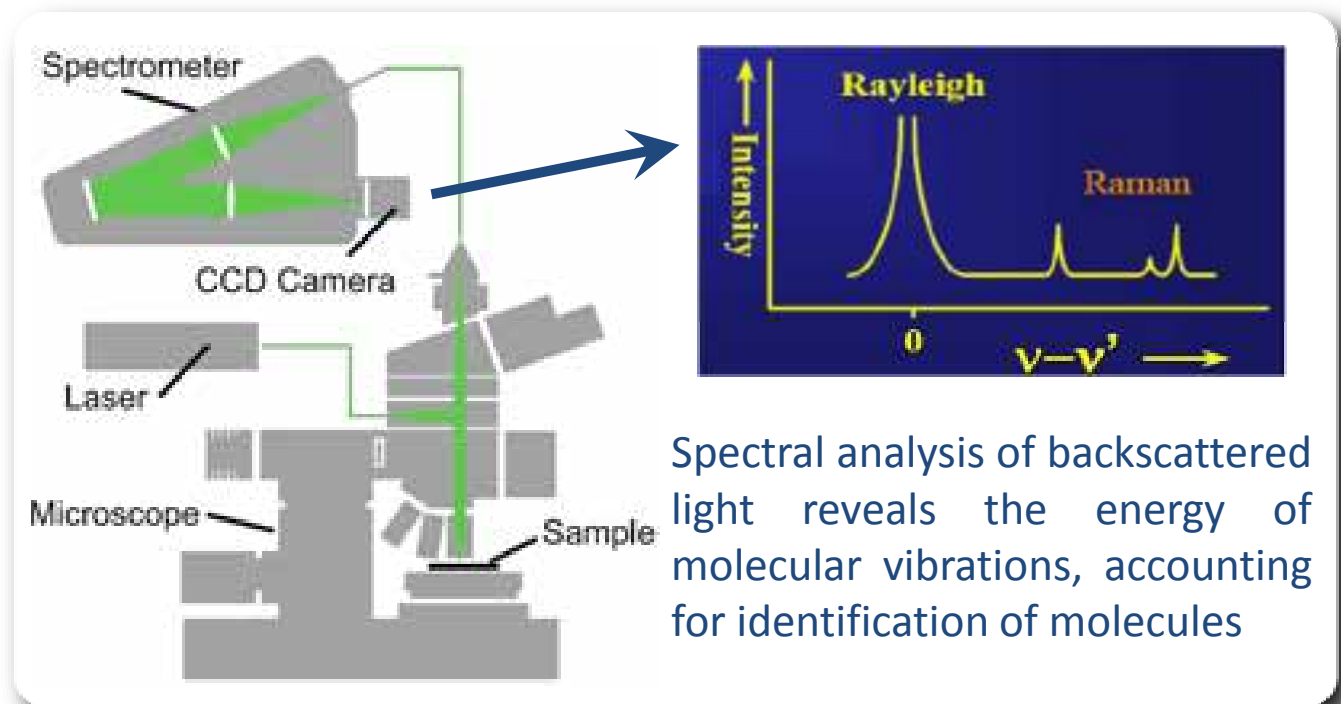 Spectrometer
CCD Camera
Laser
Microscope
Sample
Rayleigh
Intensity
Raman
0
ν–ν’
Spectral analysis of backscattered
light reveals the energy of
molecular vibrations, accounting
for identification of molecules